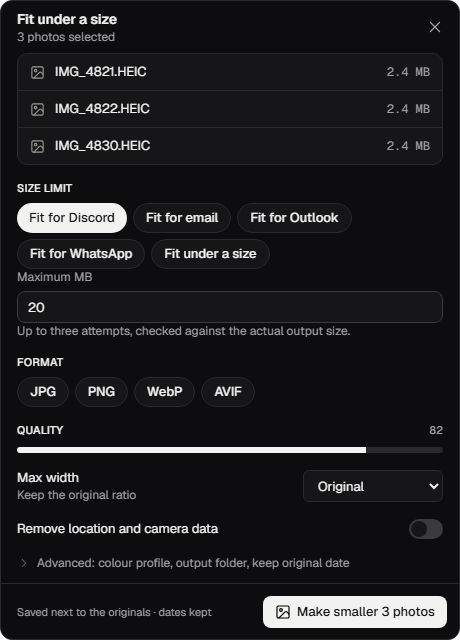 Fit under a size
3 photos selected
IMG_4821.HEIC 2.4 MB
IMG_4822.HEIC 2.4 MB
IMG_4830.HEIC 2.4 MB
SIZE LIMIT
Fit for Discord Fit for email Fit for Outlook
Fit for WhatsApp Fit under a size
Maximum MB
20
Up to three attempts, checked against the actual output size.
FORMAT
JPG PNG WebP AVIF
QUALITY 82
Max width
Keep the original ratio
Original
Remove location and camera data
Advanced: colour profile, output folder, keep original date
Saved next to the originals · dates kept
Make smaller 3 photos